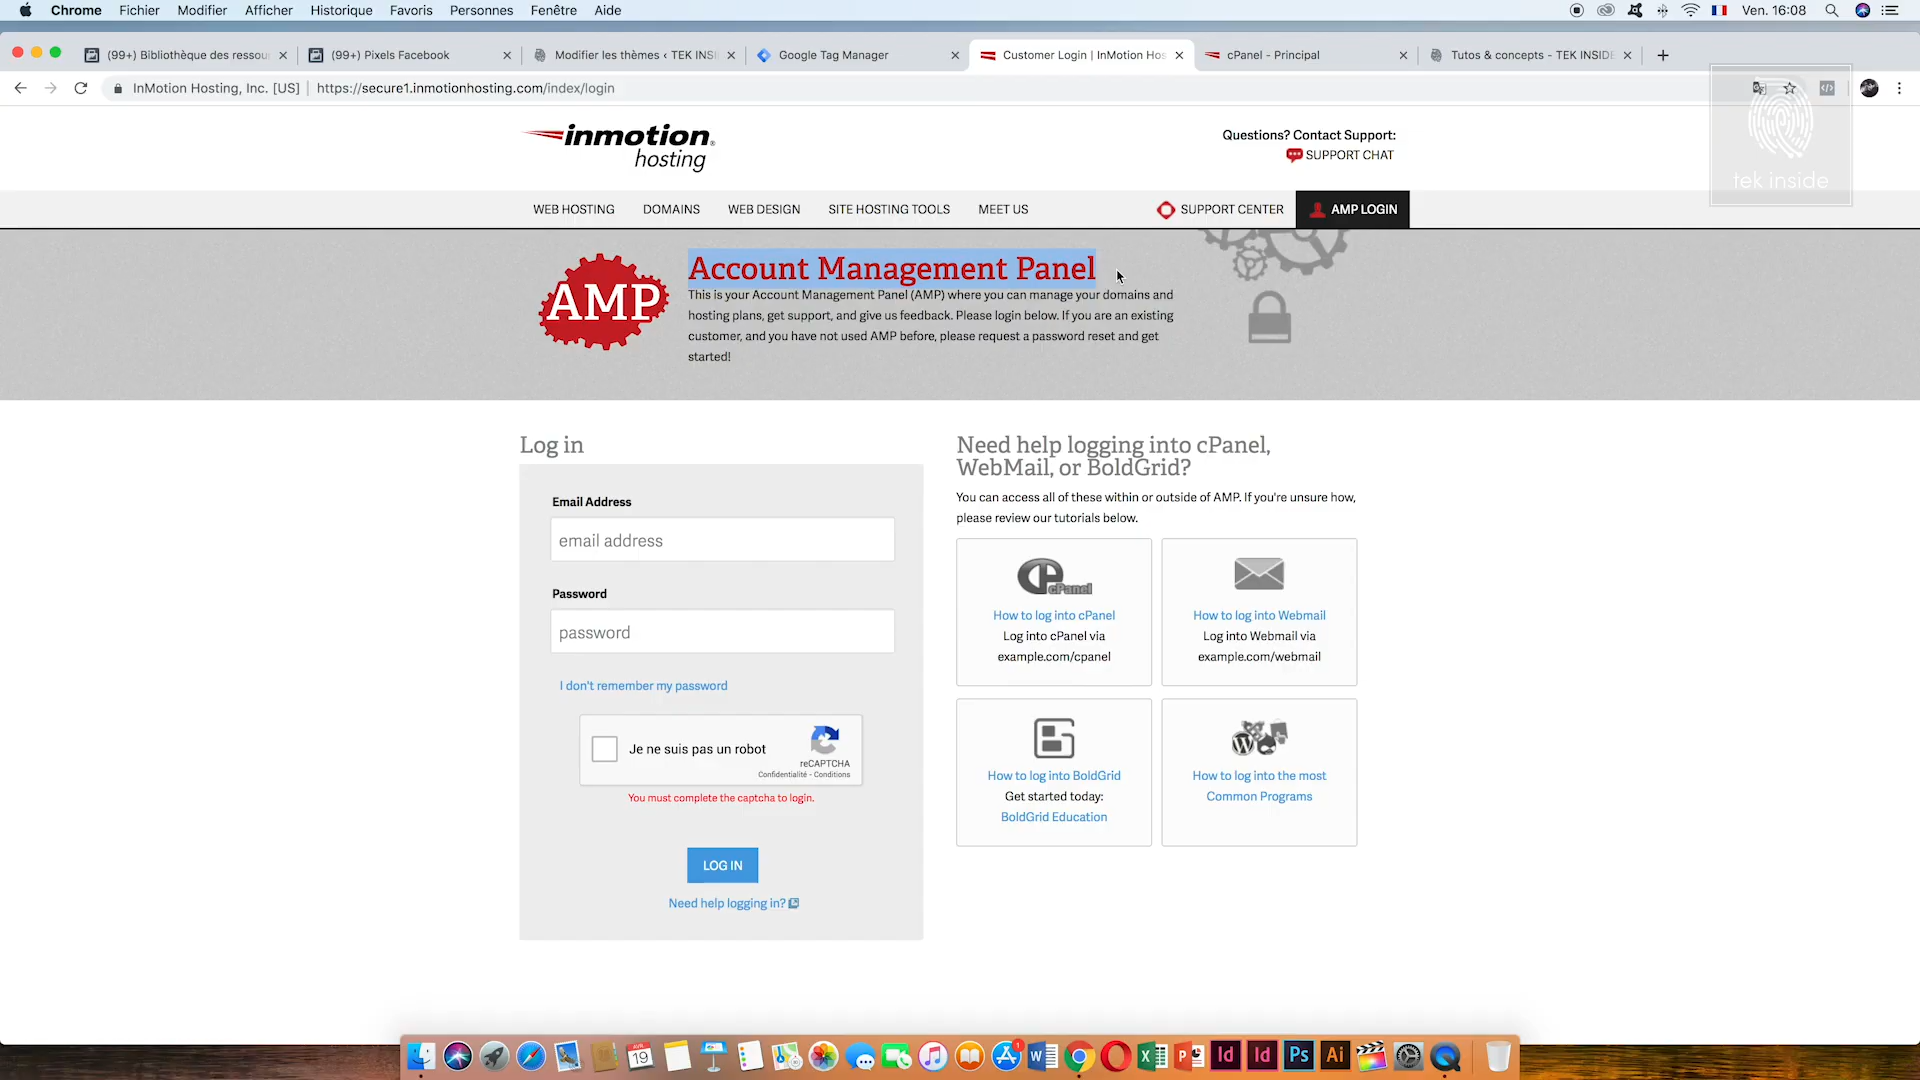 Chrome Fichier Modifier Afficher Historique Favoris Personnes Fenêtre Aide Ven. 16:08
(99+) Bibliothèque des ressour
(99+) Pixels Facebook
Modifier les thèmes ‹ TEK INSI
Google Tag Manager
Customer Login | InMotion Hos
cPanel - Principal
Tutos & concepts - TEK INSIDE
InMotion Hosting, Inc. [US] | https://secure1.inmotionhosting.com/index/login
tek inside
inmotion
hosting
Questions? Contact Support:
SUPPORT CHAT
WEB HOSTING DOMAINS WEB DESIGN SITE HOSTING TOOLS MEET US SUPPORT CENTER AMP LOGIN
AMP
Account Management Panel
This is your Account Management Panel (AMP) where you can manage your domains and
hosting plans, get support, and give us feedback. Please login below. If you are an existing
customer, and you have not used AMP before, please request a password reset and get
started!
Log in
Email Address
email address
Password
password
I don't remember my password
Je ne suis pas un robot
reCAPTCHA
Confidentialité - Conditions
You must complete the captcha to login.
LOG IN
Need help logging in?
Need help logging into cPanel,
WebMail, or BoldGrid?
You can access all of these within or outside of AMP. If you're unsure how,
please review our tutorials below.
cPanel
How to log into cPanel
Log into cPanel via
example.com/cpanel
How to log into Webmail
Log into Webmail via
example.com/webmail
How to log into BoldGrid
Get started today:
BoldGrid Education
How to log into the most
Common Programs
AVR.
19
1
W
X
P
Id
Id
Ps
Ai